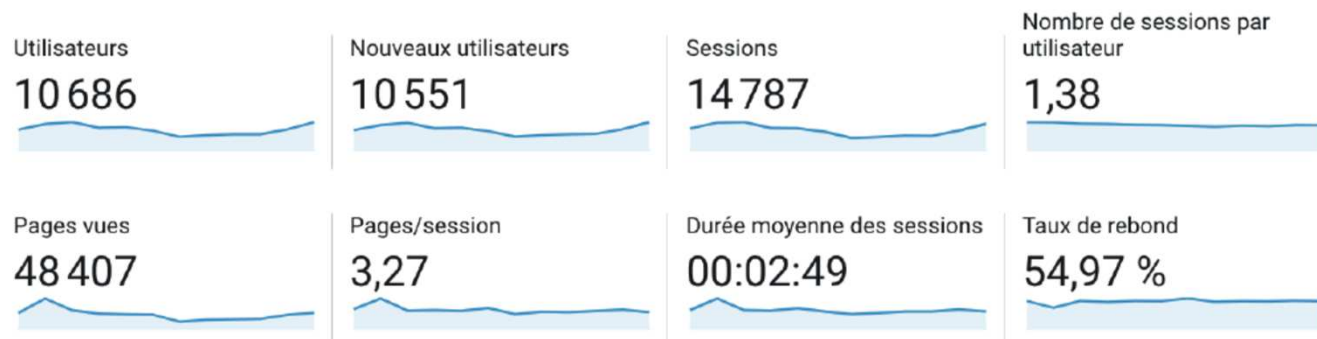 Utilisateurs
10 686
Nouveaux utilisateurs
10 551
Sessions
14 787
Nombre de sessions par
utilisateur
1,38
Pages vues
48 407
Pages/session
3,27
Durée moyenne des sessions
00:02:49
Taux de rebond
54,97 %